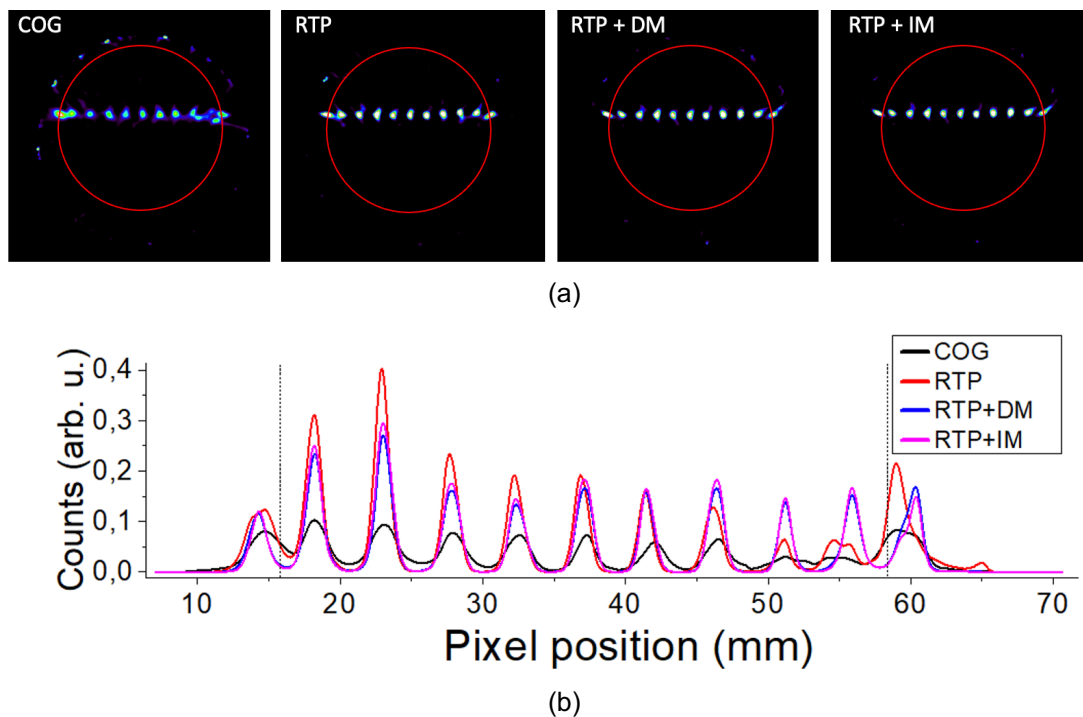 COG RTP RTP + DM RTP + IM
(a)
Counts (arb. u.)
0,4
0,3
0,2
0,1
0,0
COG
RTP
RTP+DM
RTP+IM
10 20 30 40 50 60 70
Pixel position (mm)
(b)